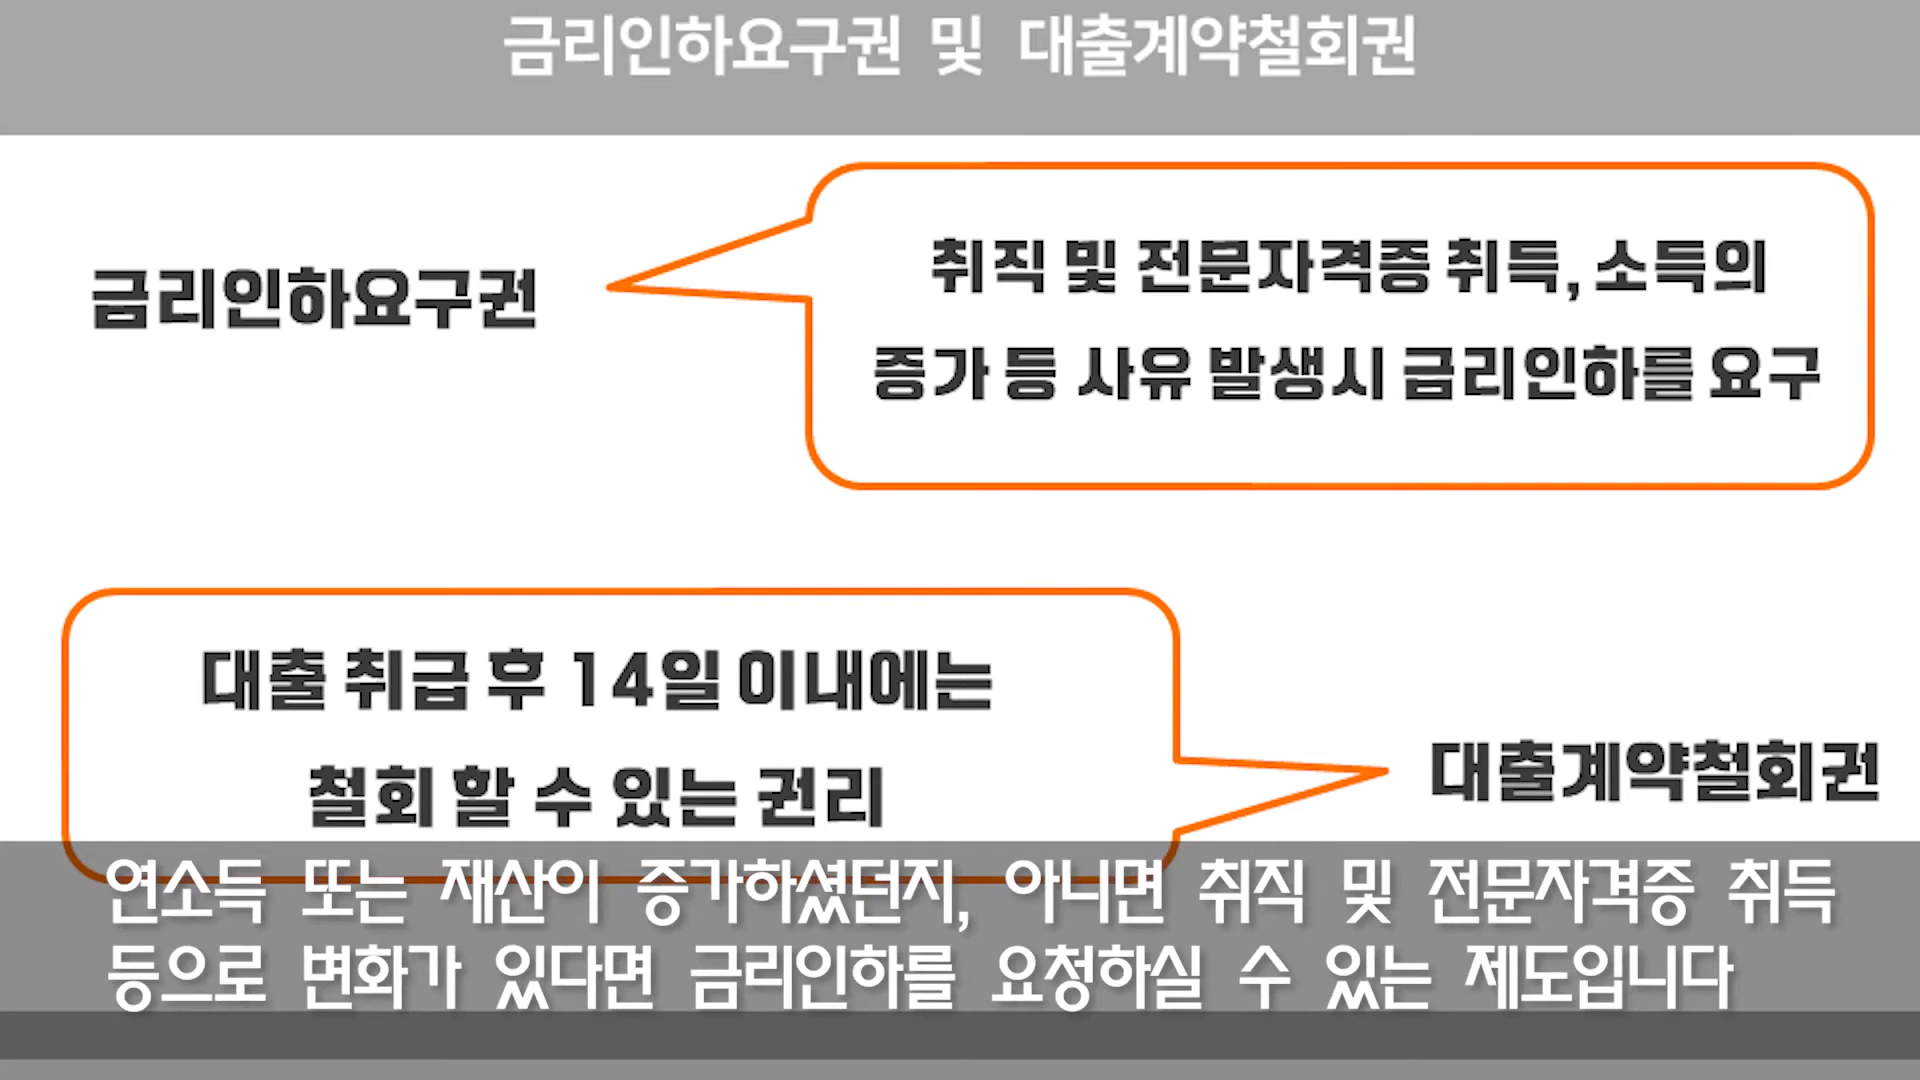 금리인하요구권 및 대출계약철회권
금리인하요구권
취직 및 전문자격증 취득, 소득의
증가 등 사유 발생시 금리인하를 요구
대출 취급 후 14일 이내에는
철회 할 수 있는 권리
대출계약철회권
연소득 또는 재산이 증가하셨던지, 아니면 취직 및 전문자격증 취득
등으로 변화가 있다면 금리인하를 요청하실 수 있는 제도입니다